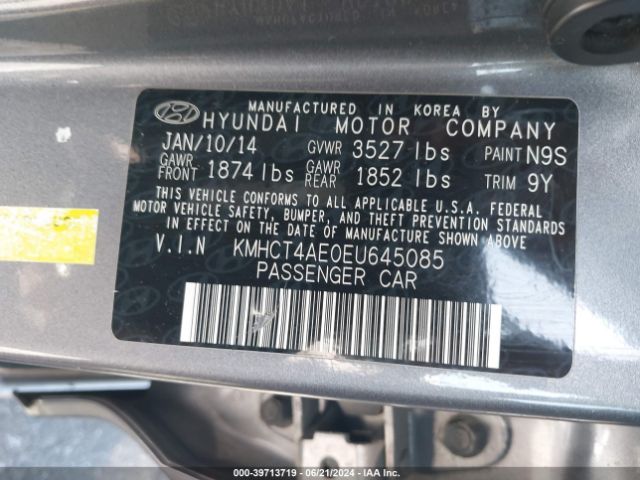 MANUFACTURED IN KOREA BY
HYUNDAI MOTOR COMPANY
JAN/10/14 GVWR 3527 lbs PAINT N9S
GAWR FRONT 1874 lbs GAWR REAR 1852 lbs TRIM 9Y
THIS VEHICLE CONFORMS TO ALL APPLICABLE U.S.A. FEDERAL
MOTOR VEHICLE SAFETY, BUMPER, AND THEFT PREVENTION STANDARDS
IN EFFECT ON THE DATE OF MANUFACTURE SHOWN ABOVE.
V.I.N KMHCT4AE0EU645085
PASSENGER CAR
000-39713719 - 06/21/2024 - IAA Inc.